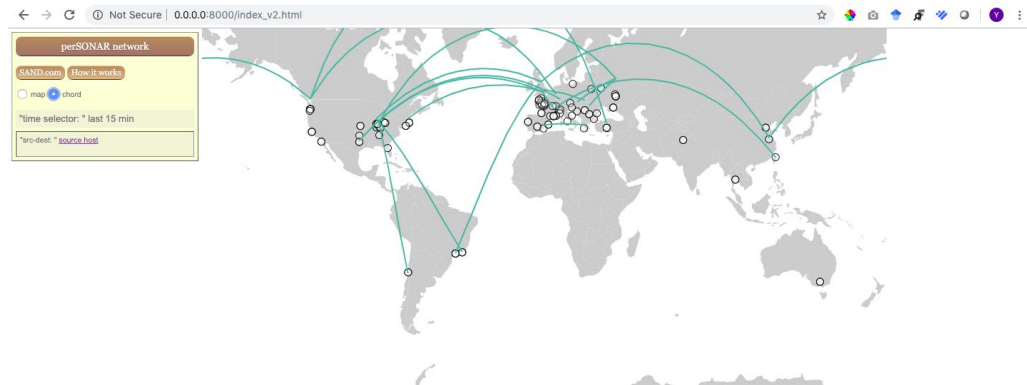 Not Secure | 0.0.0.0:8000/index_v2.html
Y
perSONAR network
SAND.com How it works
map chord
"time selector: " last 15 min
"src-dest: " source host